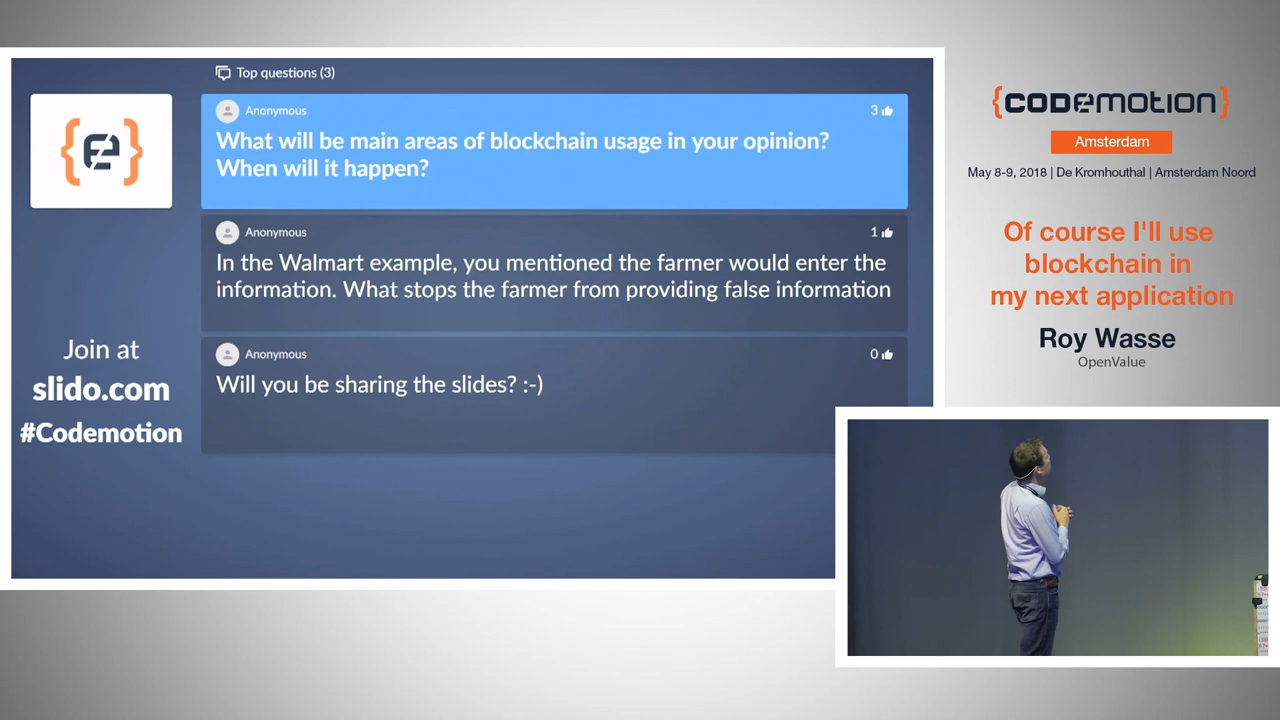 Top questions (3)
Anonymous
3
What will be main areas of blockchain usage in your opinion?
When will it happen?
Anonymous
1
In the Walmart example, you mentioned the farmer would enter the
information. What stops the farmer from providing false information
Anonymous
0
Will you be sharing the slides? :-)
Join at
slido.com
#Codemotion
{CODEMOTION}
Amsterdam
May 8-9, 2018 | De Kromhouthal | Amsterdam Noord
Of course I'll use
blockchain in
my next application
Roy Wasse
OpenValue